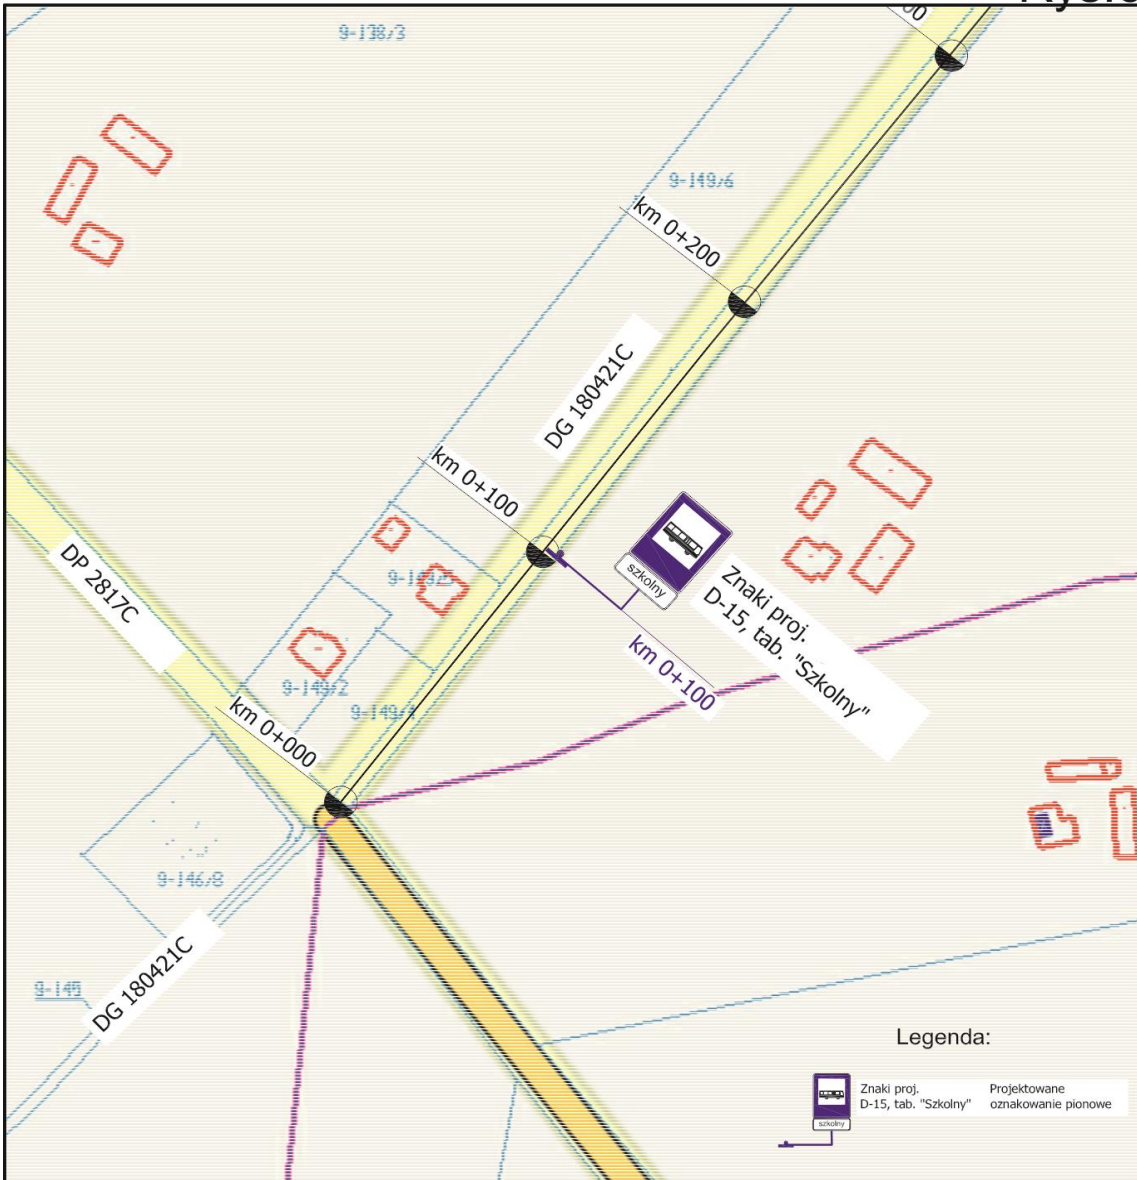 9-138/3
9-149/6
km 0+200
DG 180421C
km 0+100
szkolny
Znaki proj.
D-15, tab. "Szkolny"
km 0+100
DP 2817C
9-149/2
9-149/4
km 0+000
9-146/8
9-145
DG 180421C
Legenda:
szkolny
Znaki proj.
D-15, tab. "Szkolny"
Projektowane
oznakowanie pionowe